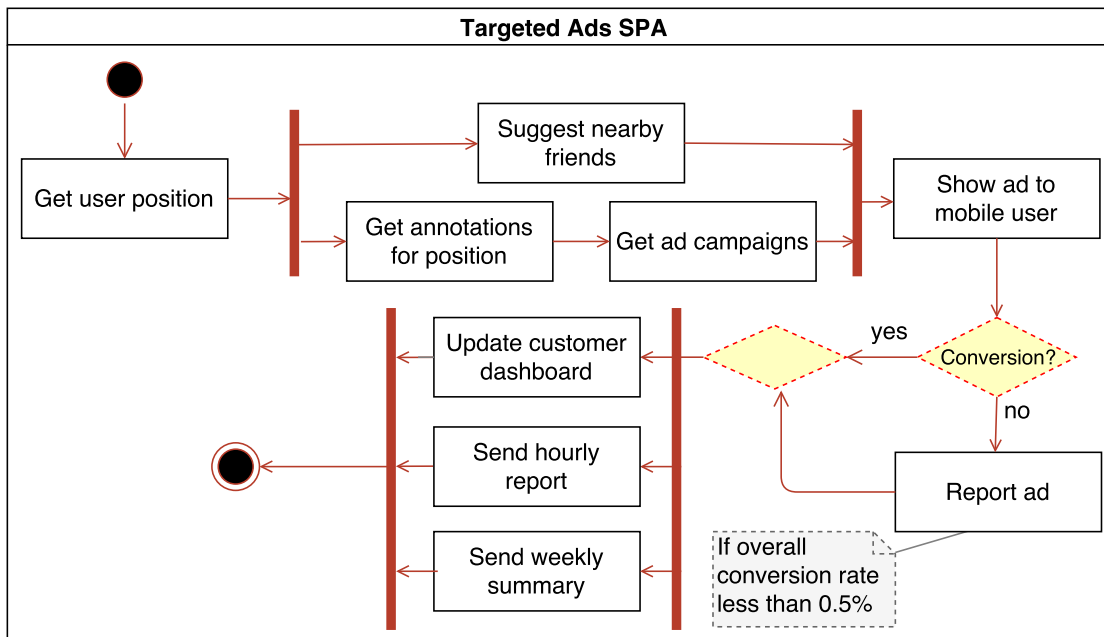 Targeted Ads SPA
Suggest nearby
friends
Get user position
Show ad to
mobile user
Get annotations
for position
Get ad campaigns
yes
Conversion?
no
Update customer
dashboard
Send hourly
report
Report ad
Send weekly
summary
If overall
conversion rate
less than 0.5%